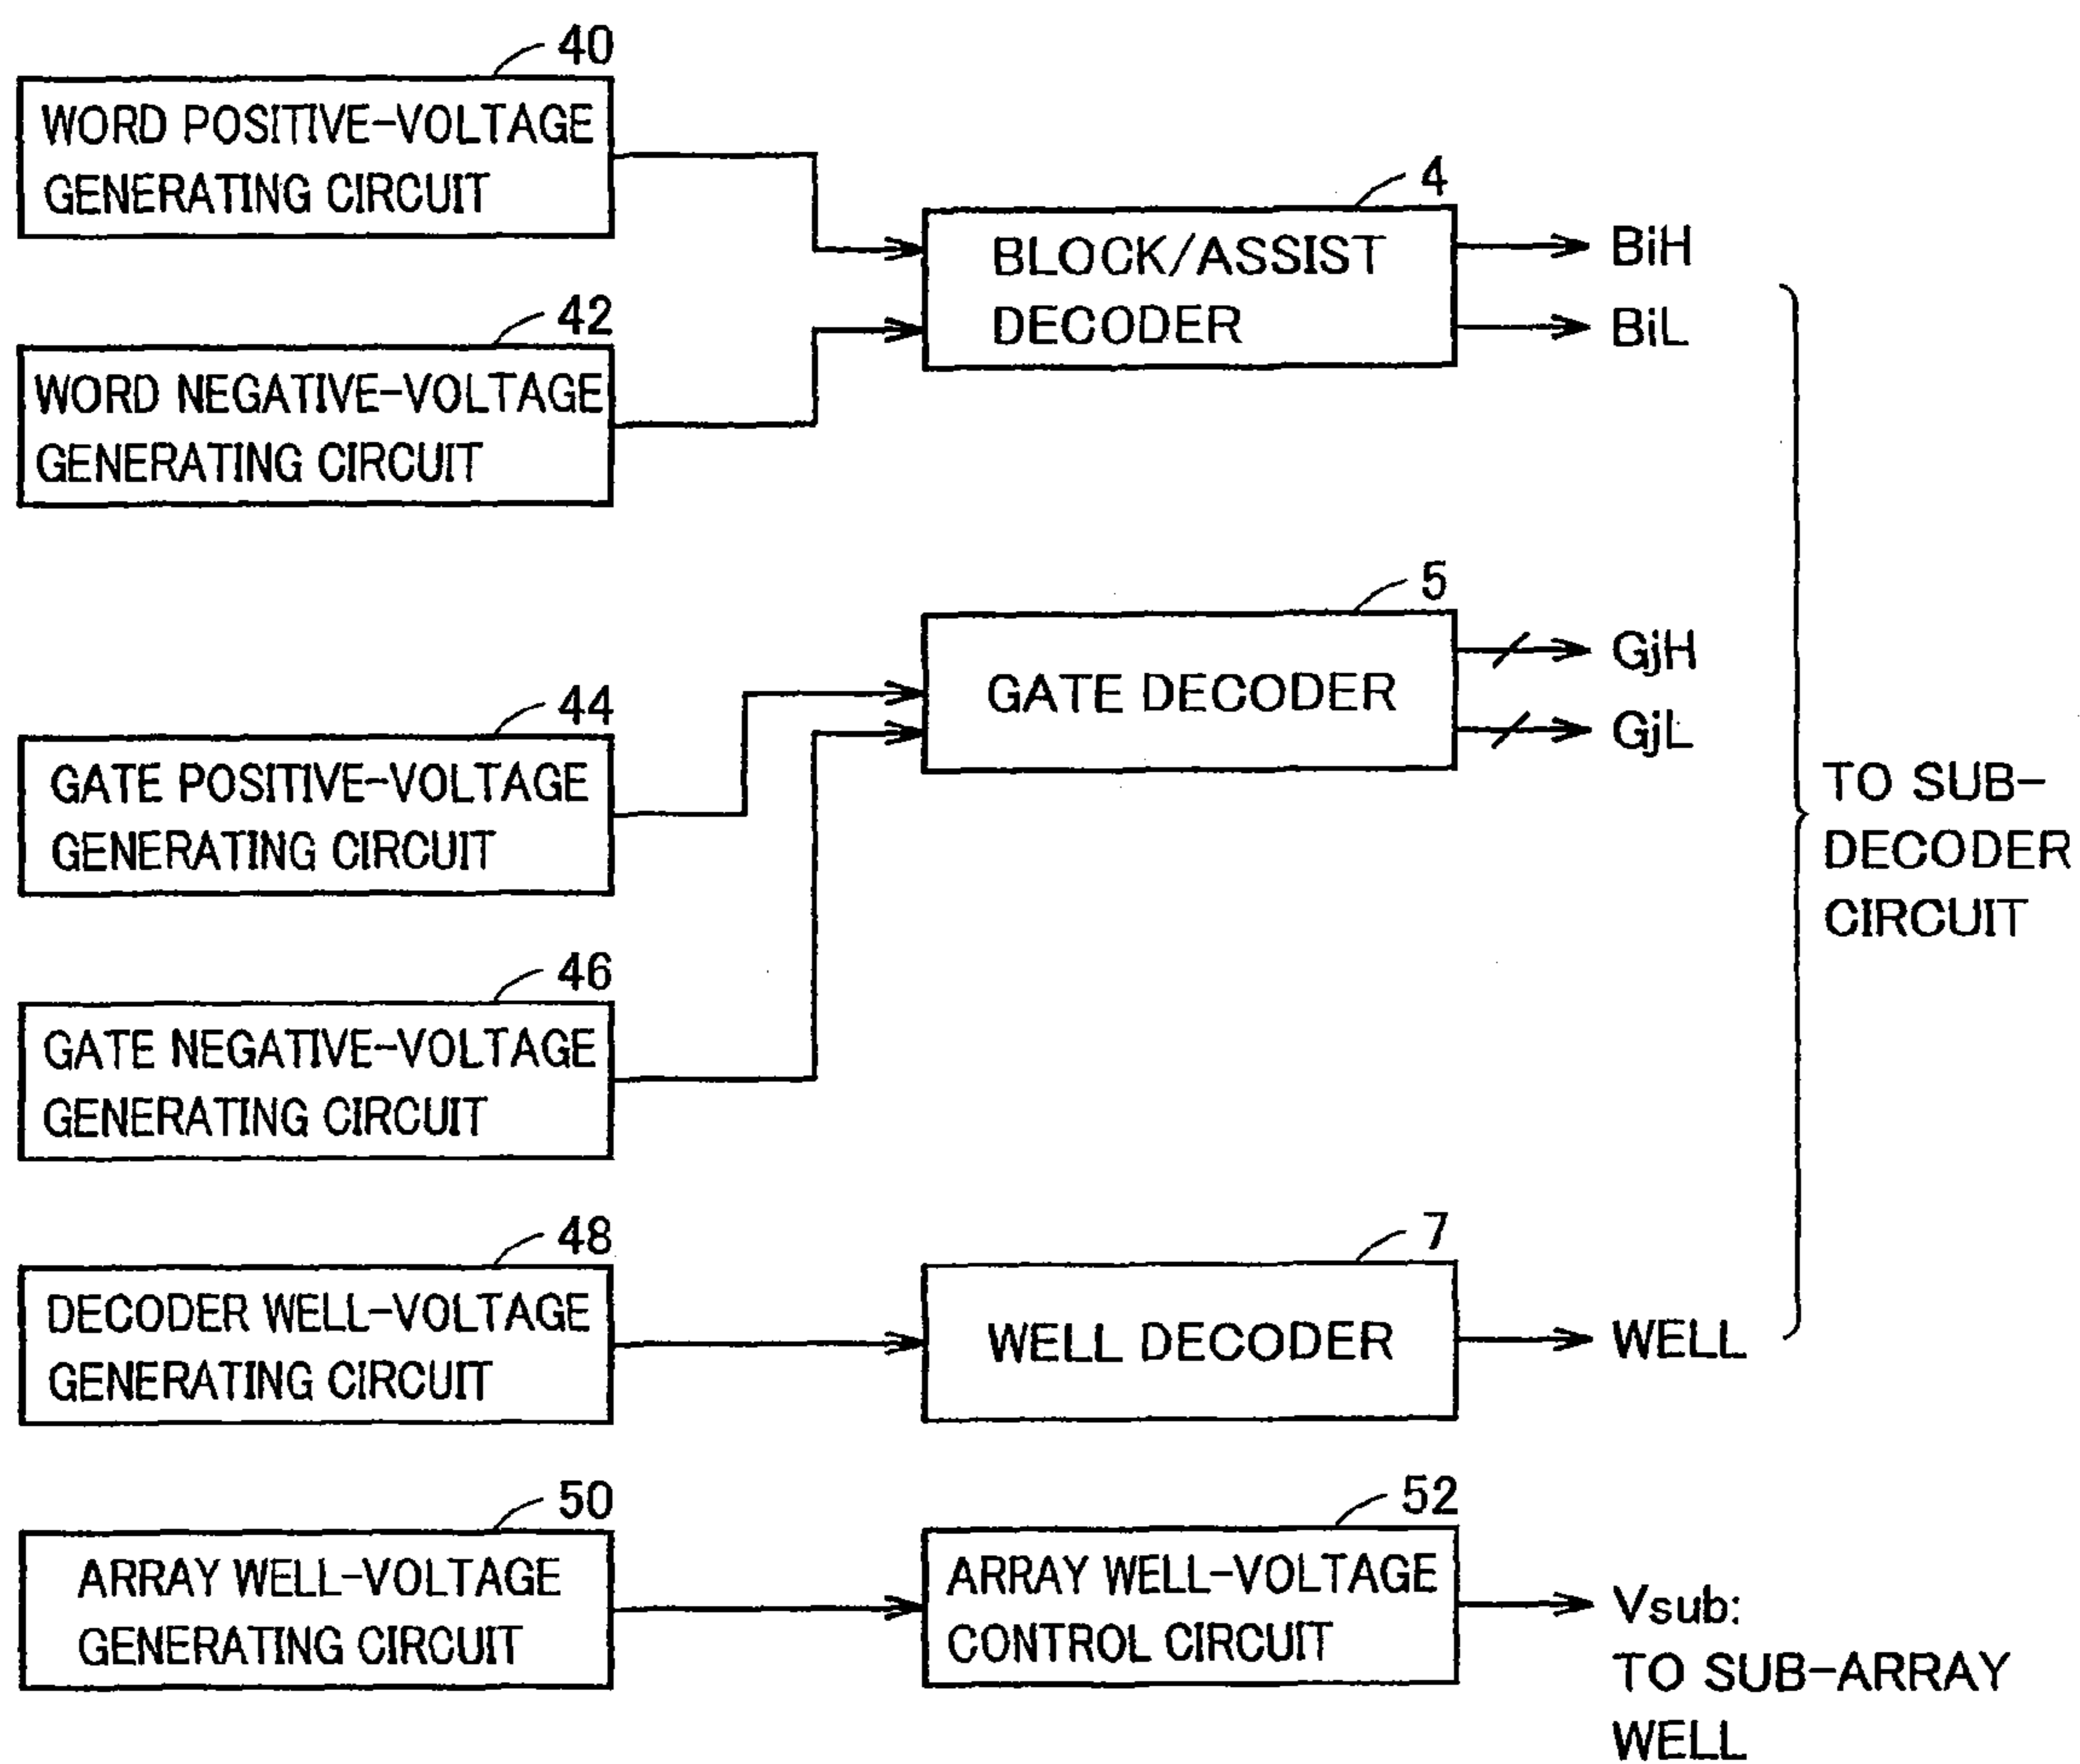 40
WORD POSITIVE-VOLTAGE
GENERATING CIRCUIT
4
BLOCK/ASSIST
DECODER
BiH
BiL
42
WORD NEGATIVE-VOLTAGE
GENERATING CIRCUIT
5
GATE DECODER
GjH
GjL
44
GATE POSITIVE-VOLTAGE
GENERATING CIRCUIT
TO SUB-
DECODER
CIRCUIT
46
GATE NEGATIVE-VOLTAGE
GENERATING CIRCUIT
48
DECODER WELL-VOLTAGE
GENERATING CIRCUIT
7
WELL DECODER
WELL
50
ARRAY WELL-VOLTAGE
GENERATING CIRCUIT
52
ARRAY WELL-VOLTAGE
CONTROL CIRCUIT
Vsub:
TO SUB-ARRAY
WELL